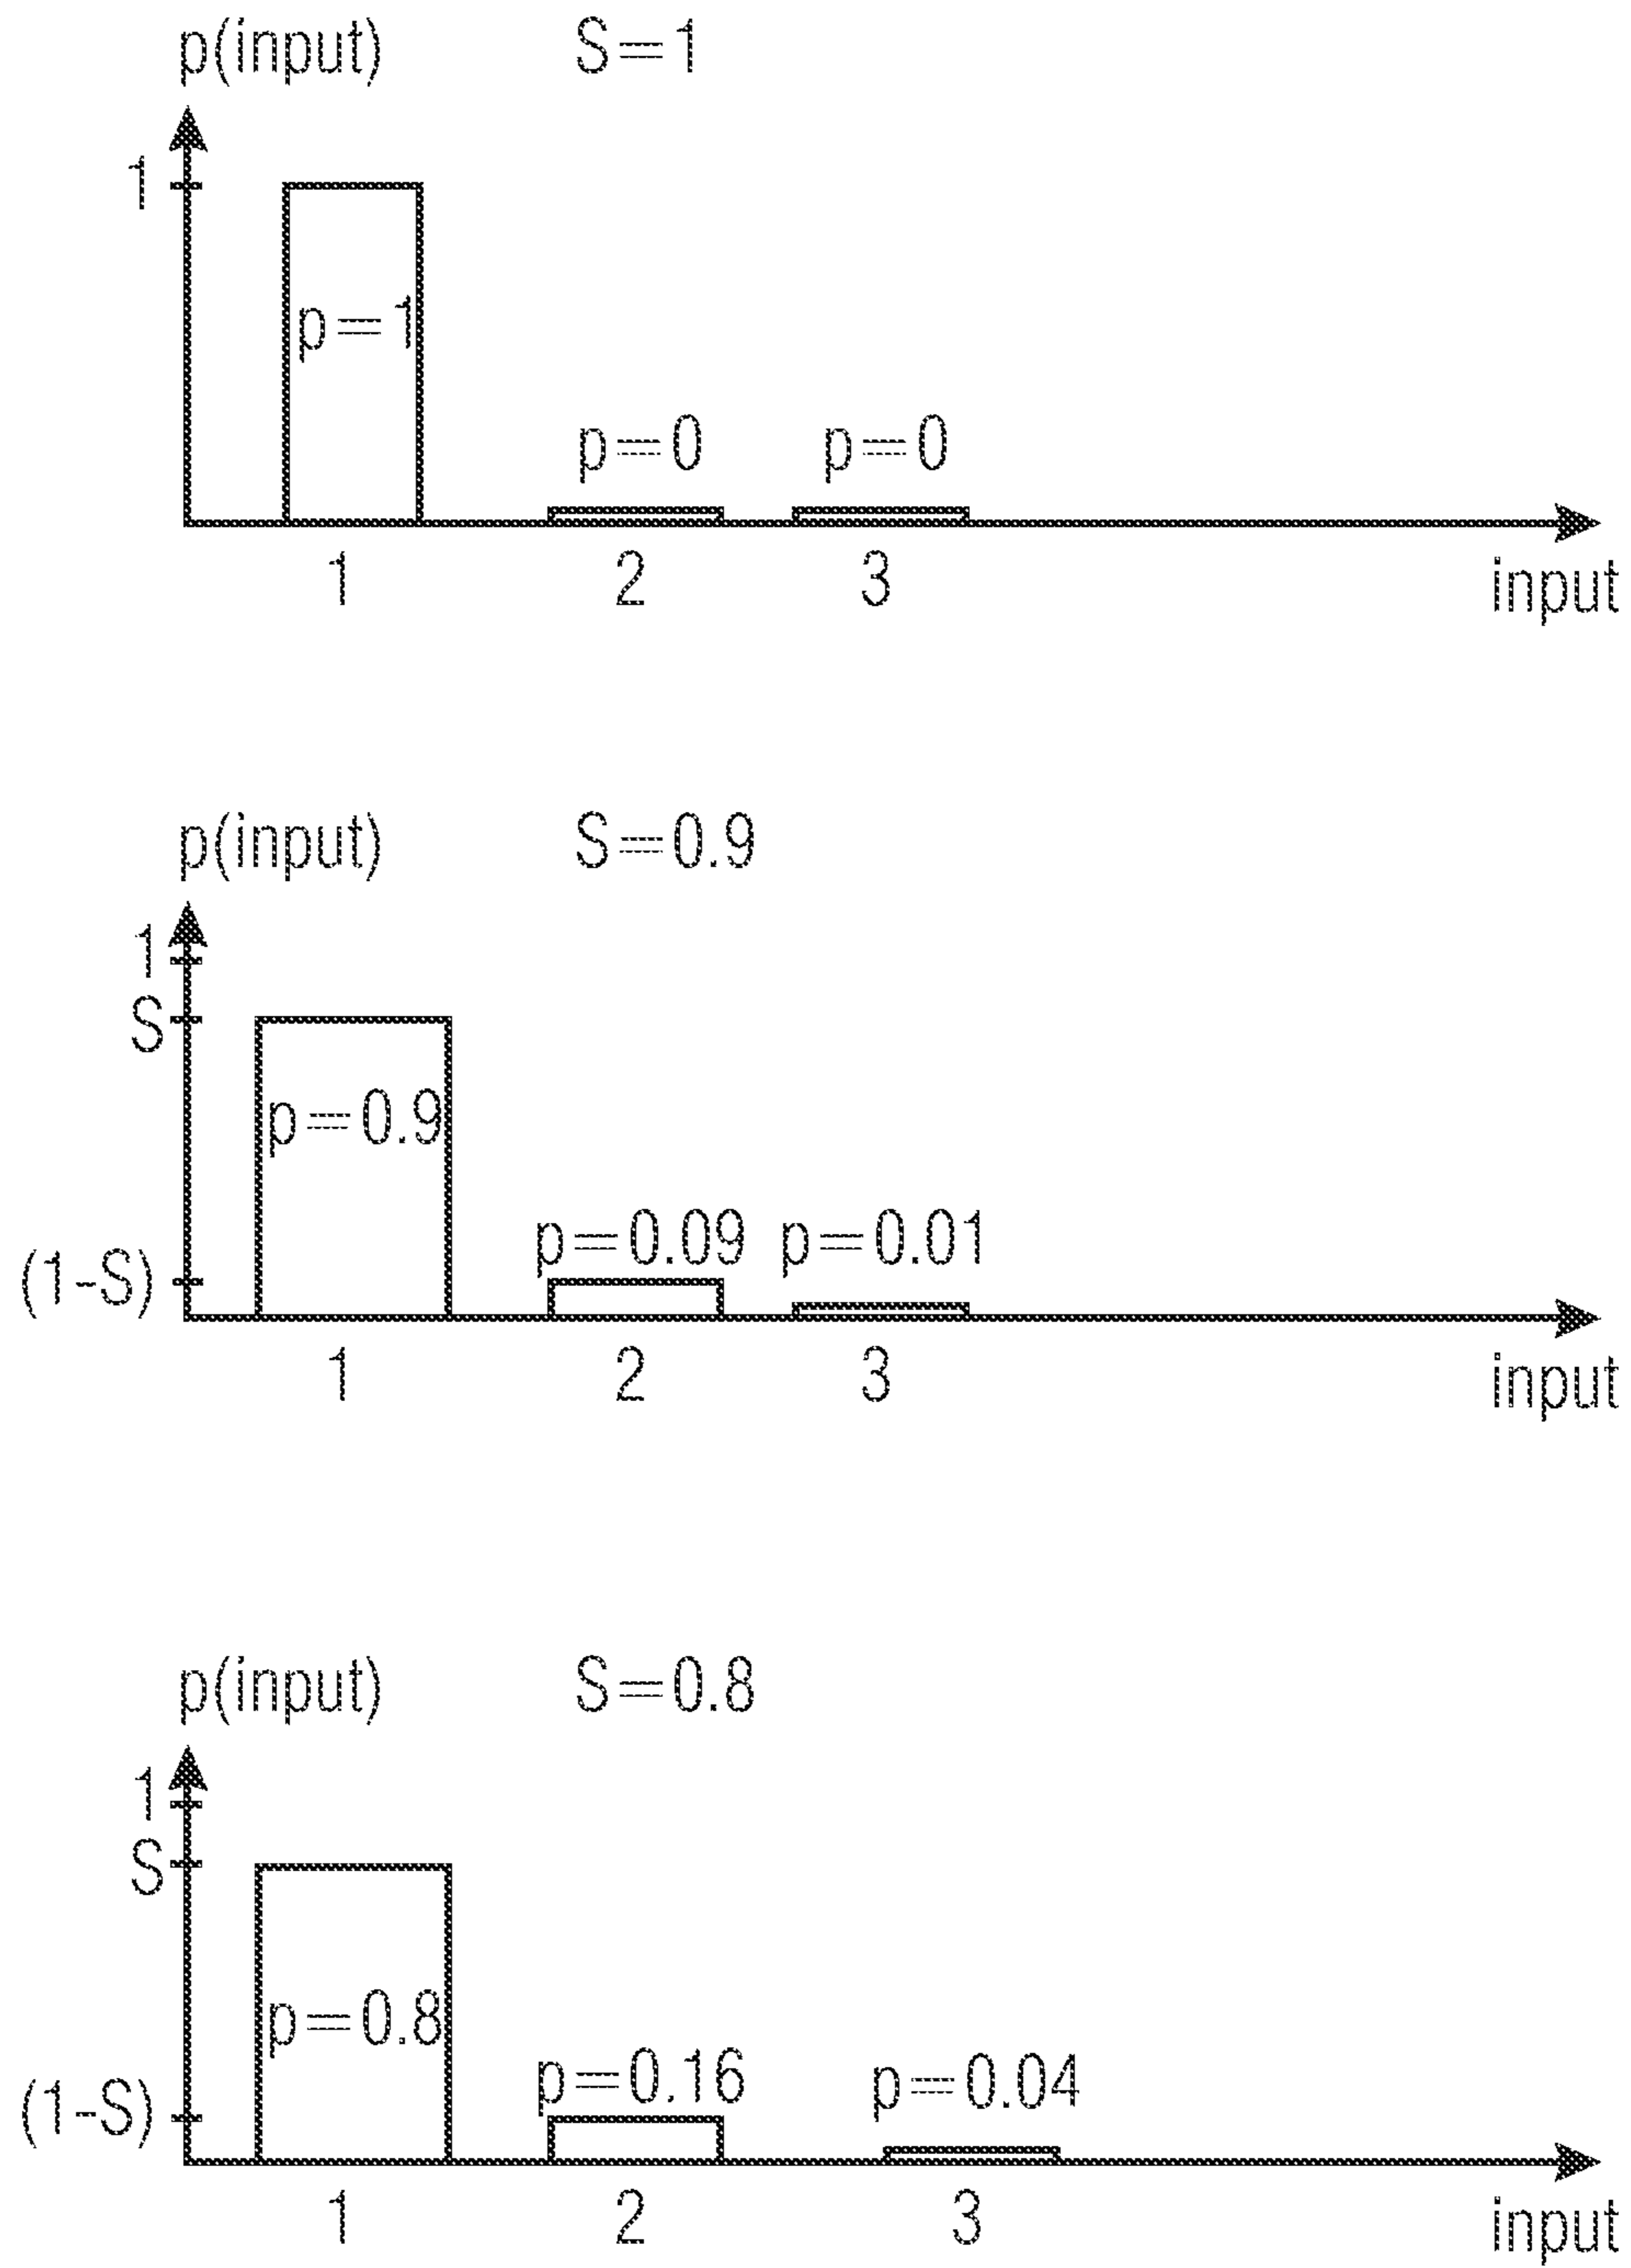 p(input) S=1
1
p=1
p=0 p=0
1 2 3
input
p(input) S=0.9
1
S
p=0.9
p=0.09 p=0.01
(1-S)
1 2 3
input
p(input) S=0.8
1
S
p=0.8
p=0.16 p=0.04
(1-S)
1 2 3
input